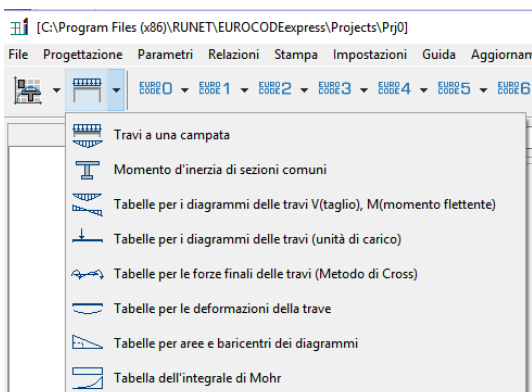 [C:\Program Files (x86)\RUNET\EUROCODEexpress\Projects\Prj0]
File Progettazione Parametri Relazioni Stampa Impostazioni Guida Aggiornam
EURO CODE 0 EURO CODE 1 EURO CODE 2 EURO CODE 3 EURO CODE 4 EURO CODE 5 EURO CODE 6
Travi a una campata
Momento d'inerzia di sezioni comuni
Tabelle per i diagrammi delle travi V(taglio), M(momento flettente)
Tabelle per i diagrammi delle travi (unità di carico)
Tabelle per le forze finali delle travi (Metodo di Cross)
Tabelle per le deformazioni della trave
Tabelle per aree e baricentri dei diagrammi
Tabella dell'integrale di Mohr